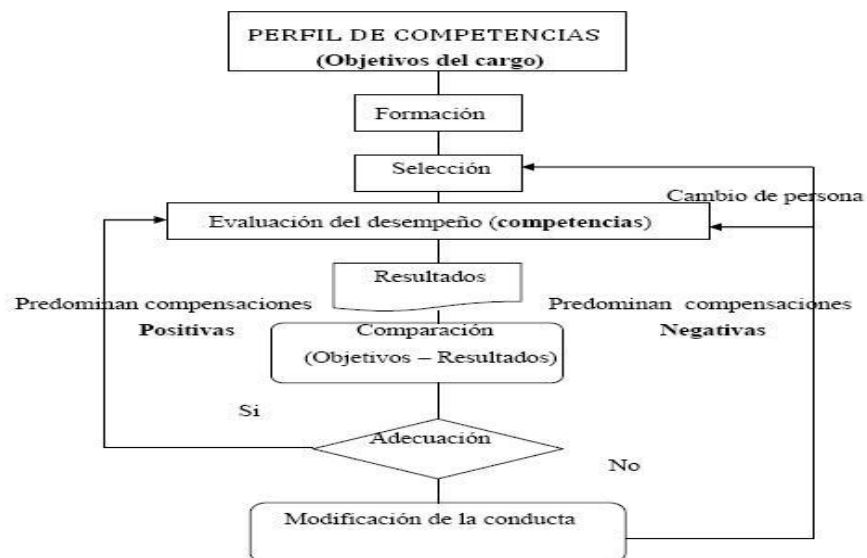 PERFIL DE COMPETENCIAS
(Objetivos del cargo)
Formación
Selección
Cambio de persona
Evaluación del desempeño (competencias)
Resultados
Predominan compensaciones
Positivas
Predominan compensaciones
Negativas
Comparación
(Objetivos – Resultados)
Si
Adecuación
No
Modificación de la conducta